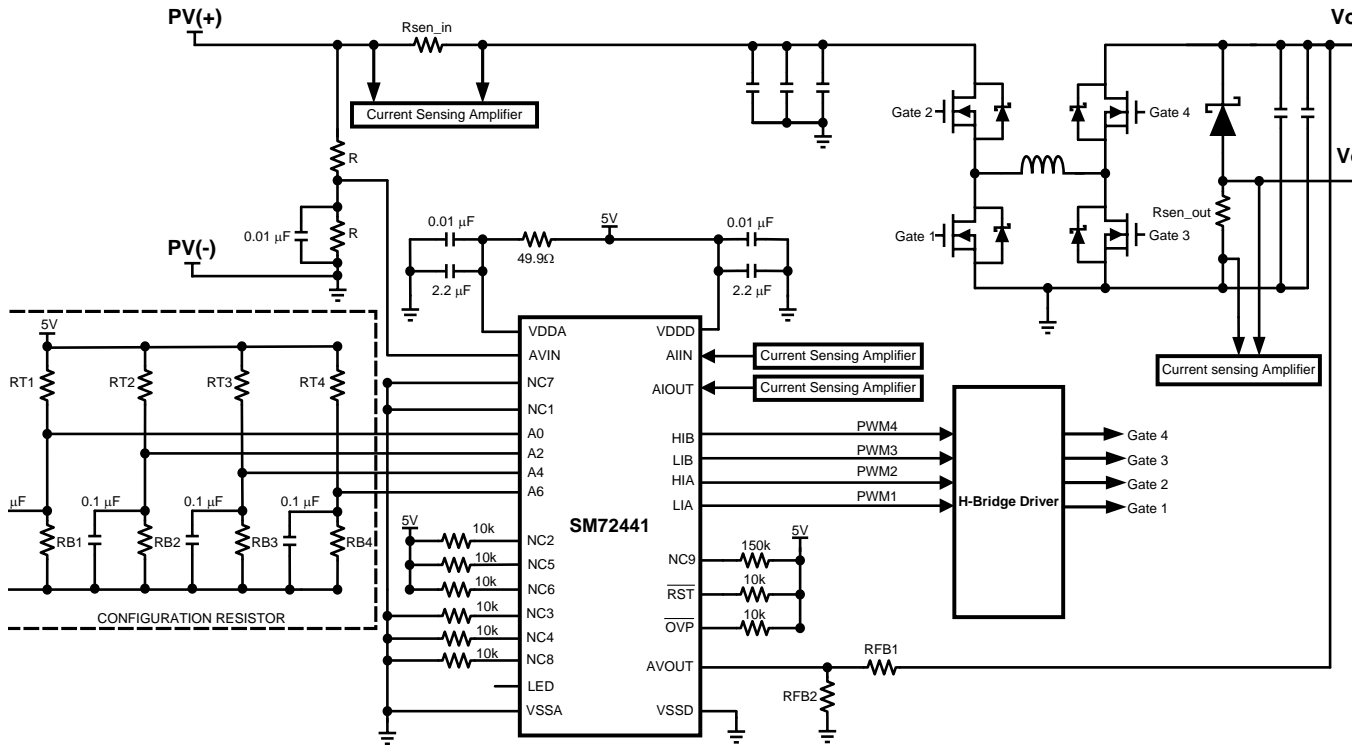 PV(+)
Rsen_in
Current Sensing Amplifier
R
0.01 µF
R
PV(-)
0.01 µF
49.9Ω
2.2 µF
5V
0.01 µF
2.2 µF
Gate 2
Gate 4
Gate 1
Gate 3
Rsen_out
Vo
Current sensing Amplifier
5V
RT1
RT2
RT3
RT4
µF
0.1 µF
0.1 µF
0.1 µF
RB1
RB2
RB3
RB4
CONFIGURATION RESISTOR
VDDA
AVIN
NC7
NC1
A0
A2
A4
A6
NC2
NC5
NC6
NC3
NC4
NC8
LED
VSSA
5V
10k
10k
10k
10k
10k
10k
SM72441
VDDD
AIIN
AIOUT
HIB
LIB
HIA
LIA
NC9
RST
OVP
AVOUT
VSSD
Current Sensing Amplifier
Current Sensing Amplifier
PWM4
PWM3
PWM2
PWM1
H-Bridge Driver
Gate 4
Gate 3
Gate 2
Gate 1
5V
150k
10k
10k
RFB1
RFB2